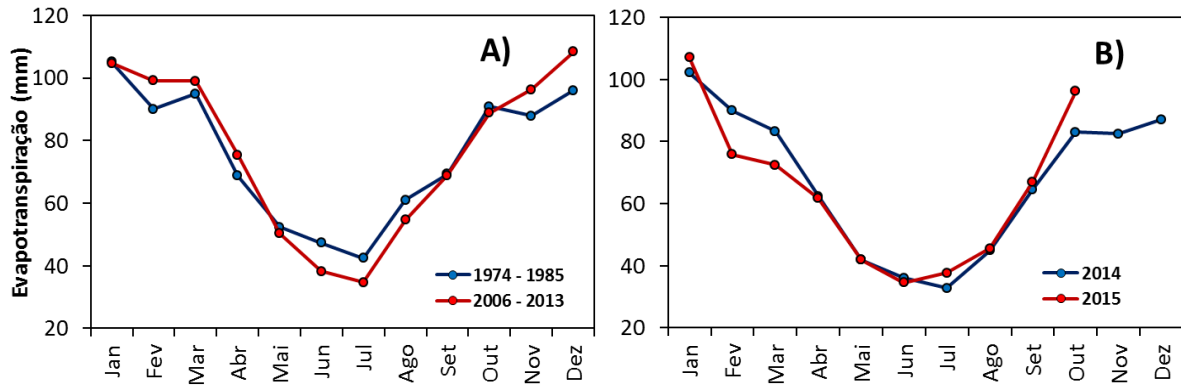 Evapotranspiração (mm)
120
100
80
60
40
20
A)
1974 - 1985
2006 - 2013
Jan
Fev
Mar
Abr
Mai
Jun
Jul
Ago
Set
Out
Nov
Dez
120
100
80
60
40
20
B)
2014
2015
Jan
Fev
Mar
Abr
Mai
Jun
Jul
Ago
Set
Out
Nov
Dez